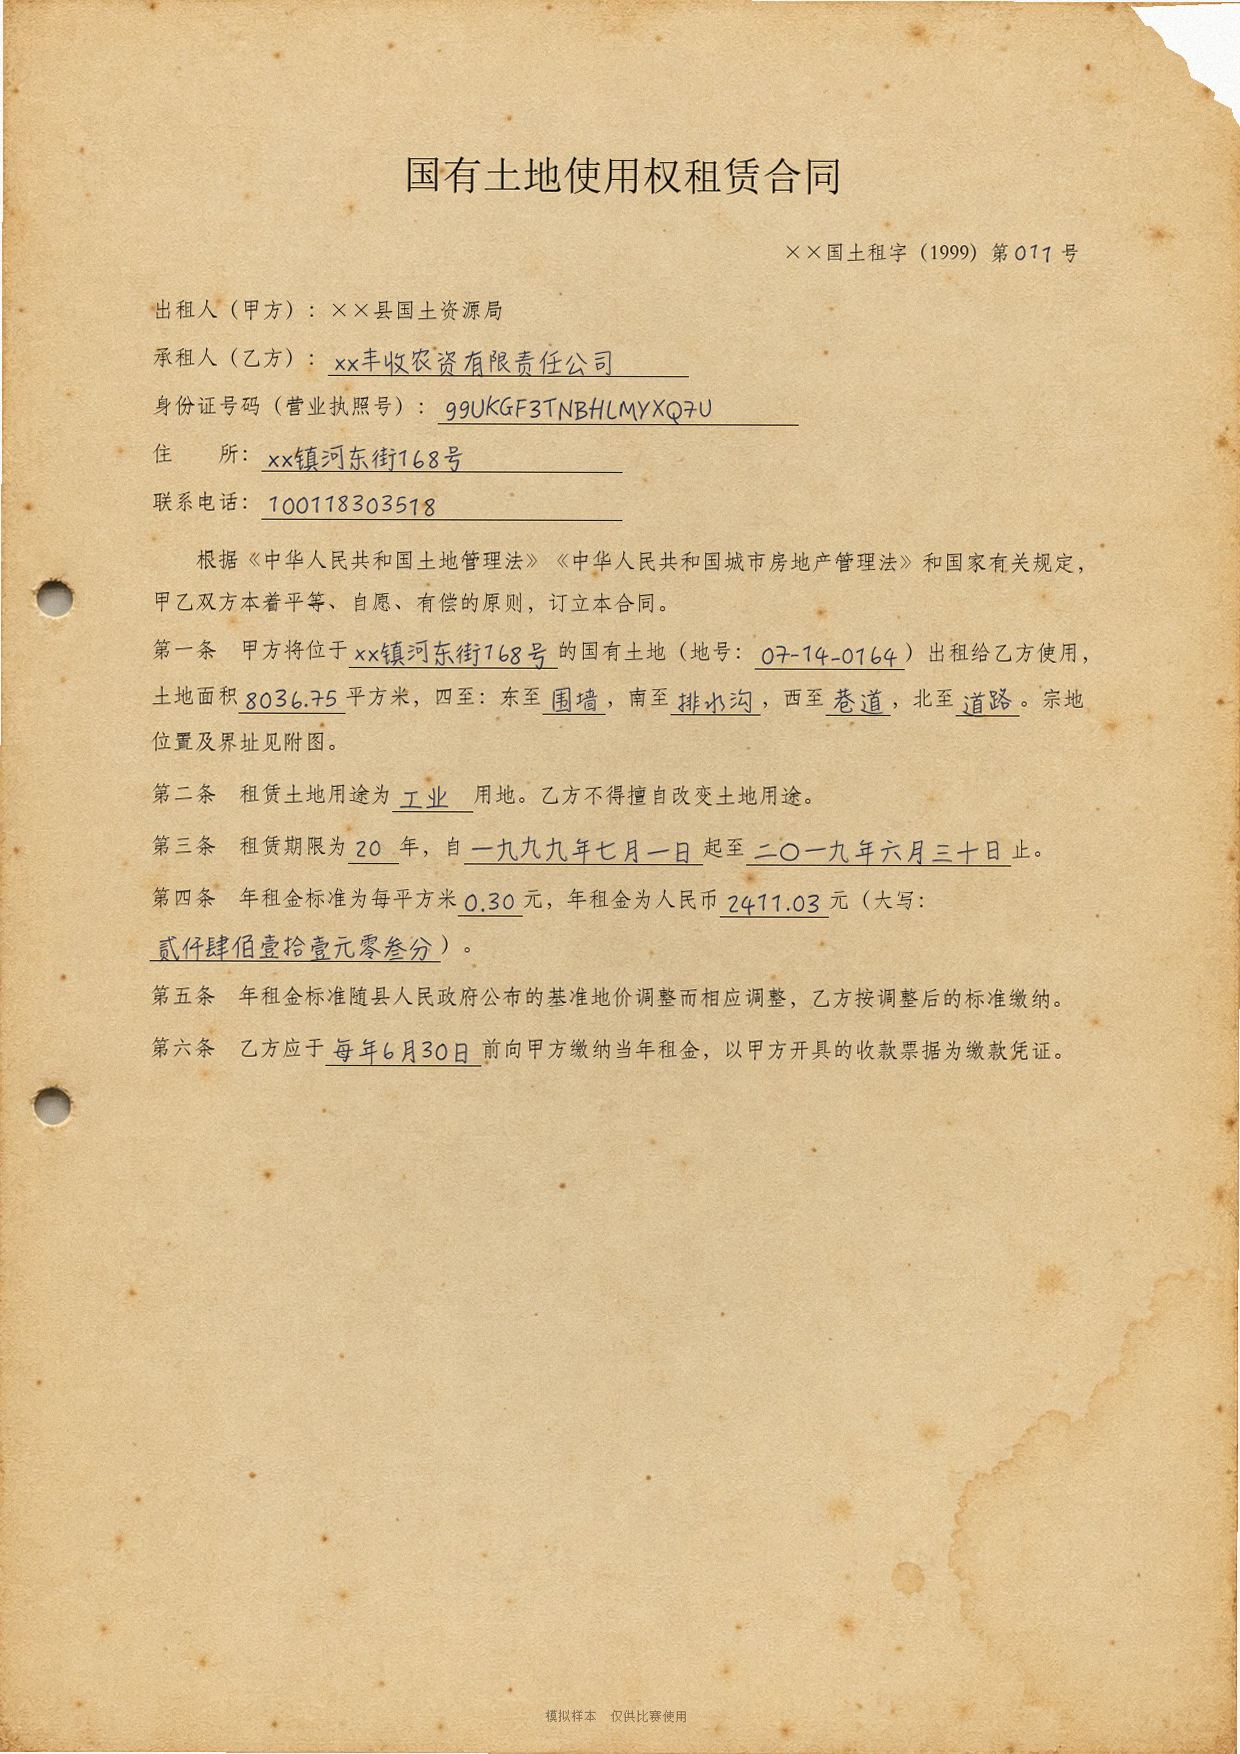 国有土地使用权租赁合同
××国土租字（1999）第011号
出租人（甲方）：××县国土资源局
承租人（乙方）：xx丰收农资有限责任公司
身份证号码（营业执照号）：99UKGF3TNBHLMYXQ7U
住　　所：xx镇河东街168号
联系电话：100118303518
根据《中华人民共和国土地管理法》《中华人民共和国城市房地产管理法》和国家有关规定，
甲乙双方本着平等、自愿、有偿的原则，订立本合同。
第一条　甲方将位于xx镇河东街168号的国有土地（地号：07-14-0164）出租给乙方使用，
土地面积8036.75平方米，四至：东至围墙，南至排水沟，西至巷道，北至道路。宗地
位置及界址见附图。
第二条　租赁土地用途为工业用地。乙方不得擅自改变土地用途。
第三条　租赁期限为20年，自一九九九年七月一日起至二〇一九年六月三十日止。
第四条　年租金标准为每平方米0.30元，年租金为人民币2411.03元（大写：
贰仟肆佰壹拾壹元零叁分）。
第五条　年租金标准随县人民政府公布的基准地价调整而相应调整，乙方按调整后的标准缴纳。
第六条　乙方应于每年6月30日前向甲方缴纳当年租金，以甲方开具的收款票据为缴款凭证。
模拟样本　仅供比赛使用